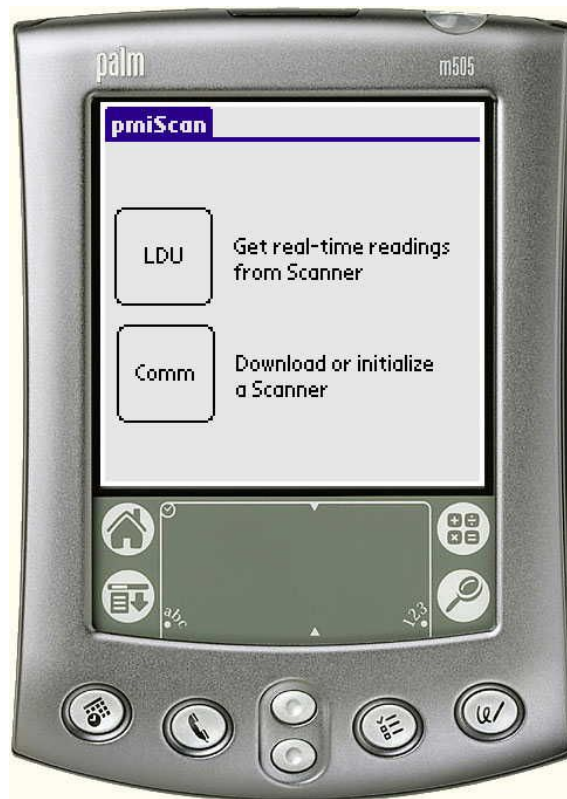 palm
m505
pmiScan
LDU
Get real-time readings
from Scanner
Comm
Download or initialize
a Scanner
abc
123